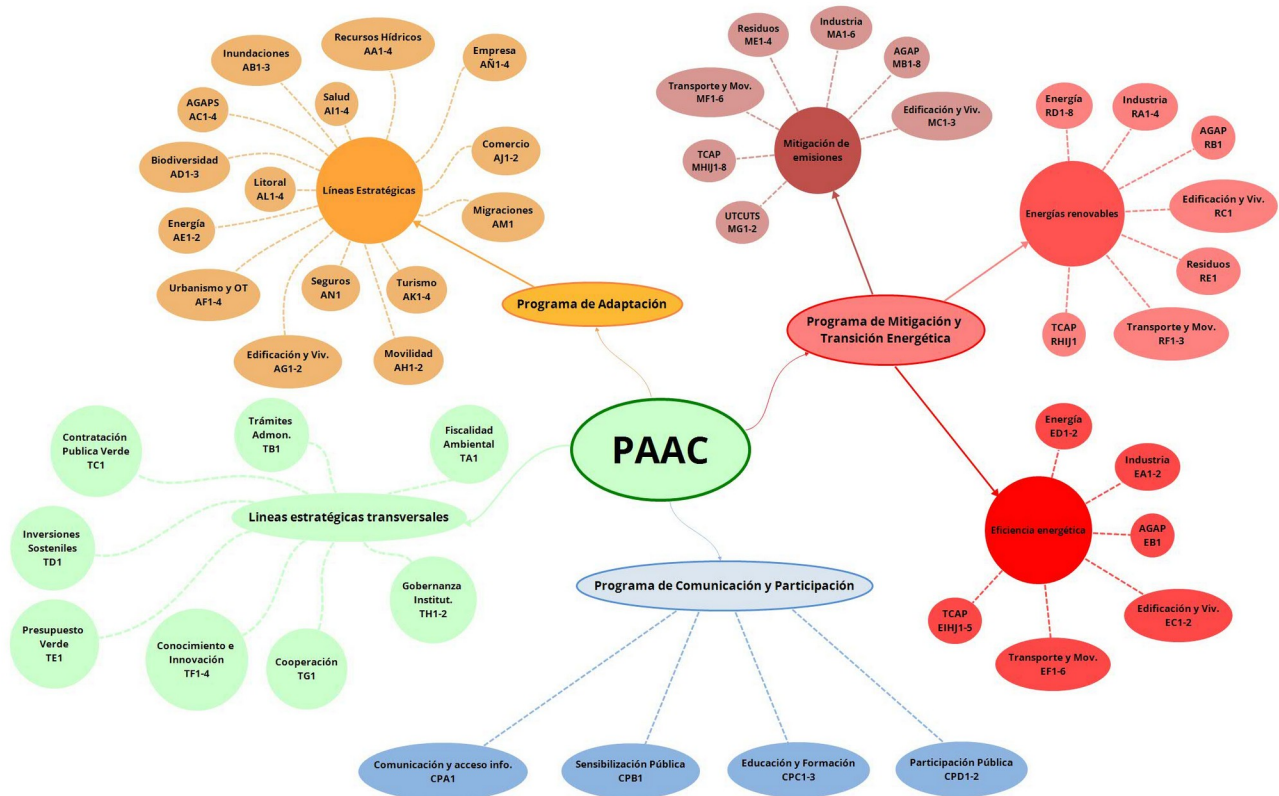 PAAC
Programa de Adaptación
Líneas Estratégicas
Recursos Hídricos
AA1-4
Inundaciones
AB1-3
AGAPS
AC1-4
Biodiversidad
AD1-3
Energía
AE1-2
Urbanismo y OT
AF1-4
Edificación y Viv.
AG1-2
Movilidad
AH1-2
Salud
AI1-4
Comercio
AJ1-2
Turismo
AK1-4
Litoral
AL1-4
Migraciones
AM1
Seguros
AN1
Empresa
AÑ1-4
Programa de Mitigación y
Transición Energética
Mitigación de
emisiones
Residuos
ME1-4
Industria
MA1-6
AGAP
MB1-8
Edificación y Viv.
MC1-3
Transporte y Mov.
MF1-6
TCAP
MHIJ1-8
UTCUTS
MG1-2
Energías renovables
Energía
RD1-8
Industria
RA1-4
AGAP
RB1
Edificación y Viv.
RC1
Residuos
RE1
Transporte y Mov.
RF1-3
TCAP
RHIJ1
Eficiencia energética
Energía
ED1-2
Industria
EA1-2
AGAP
EB1
Edificación y Viv.
EC1-2
Transporte y Mov.
EF1-6
TCAP
EIHJ1-5
Lineas estratégicas transversales
Fiscalidad
Ambiental
TA1
Trámites
Admon.
TB1
Contratación
Publica Verde
TC1
Inversiones
Sosteniles
TD1
Presupuesto
Verde
TE1
Conocimiento e
Innovación
TF1-4
Cooperación
TG1
Gobernanza
Institut.
TH1-2
Programa de Comunicación y Participación
Comunicación y acceso info.
CPA1
Sensibilización Pública
CPB1
Educación y Formación
CPC1-3
Participación Pública
CPD1-2